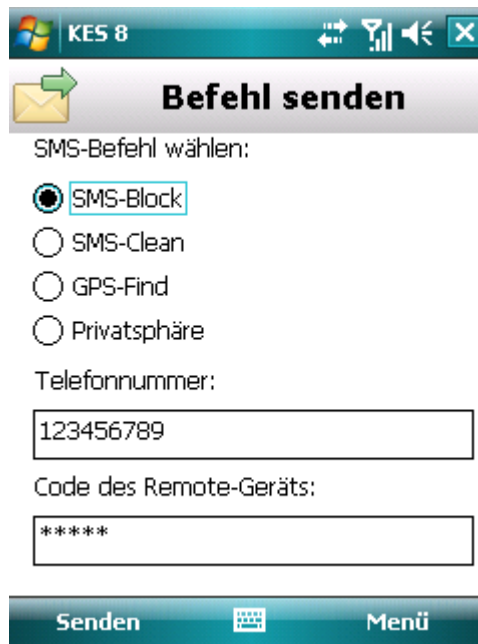 KES 8
Befehl senden
SMS-Befehl wählen:
SMS-Block
SMS-Clean
GPS-Find
Privatsphäre
Telefonnummer:
123456789
Code des Remote-Geräts:
*****
Senden
Menü